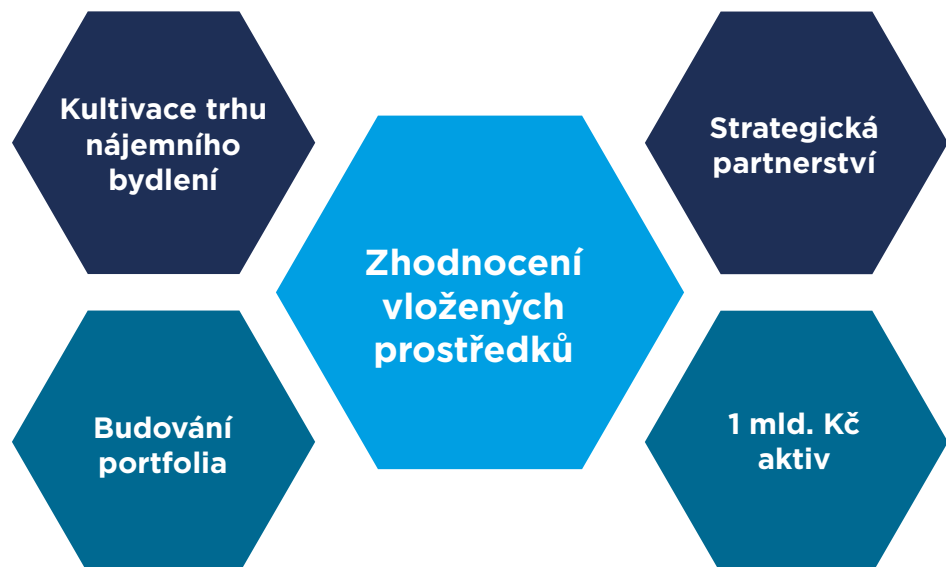 Kultivace trhu
nájemního
bydlení
Strategická
partnerství
Zhodnocení
vložených
prostředků
Budování
portfolia
1 mld. Kč
aktiv